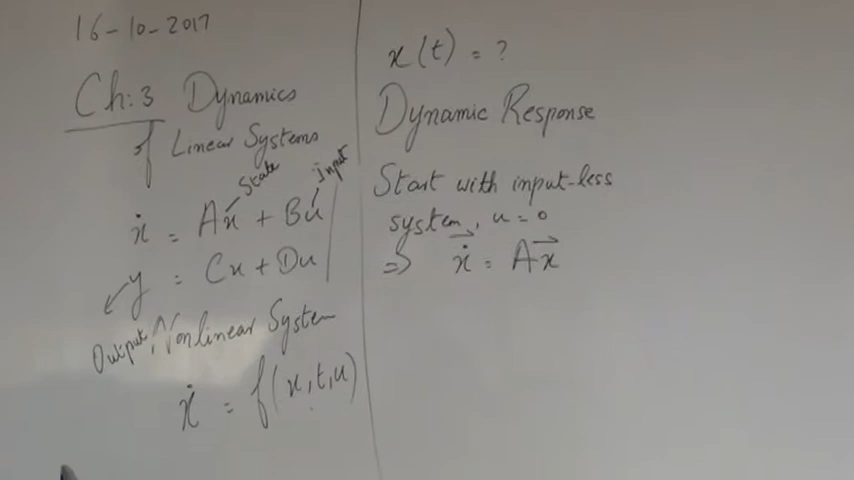 16-10-2017
Ch:3 Dynamics
of Linear Systems
State Input
ẋ = Ax + Bu
y = Cx + Du
Output, Nonlinear System
ẋ = f(x,t,u)
x(t) = ?
Dynamic Response
Start with input-less
system, u = 0
⇒ ẋ⃗ = Ax⃗